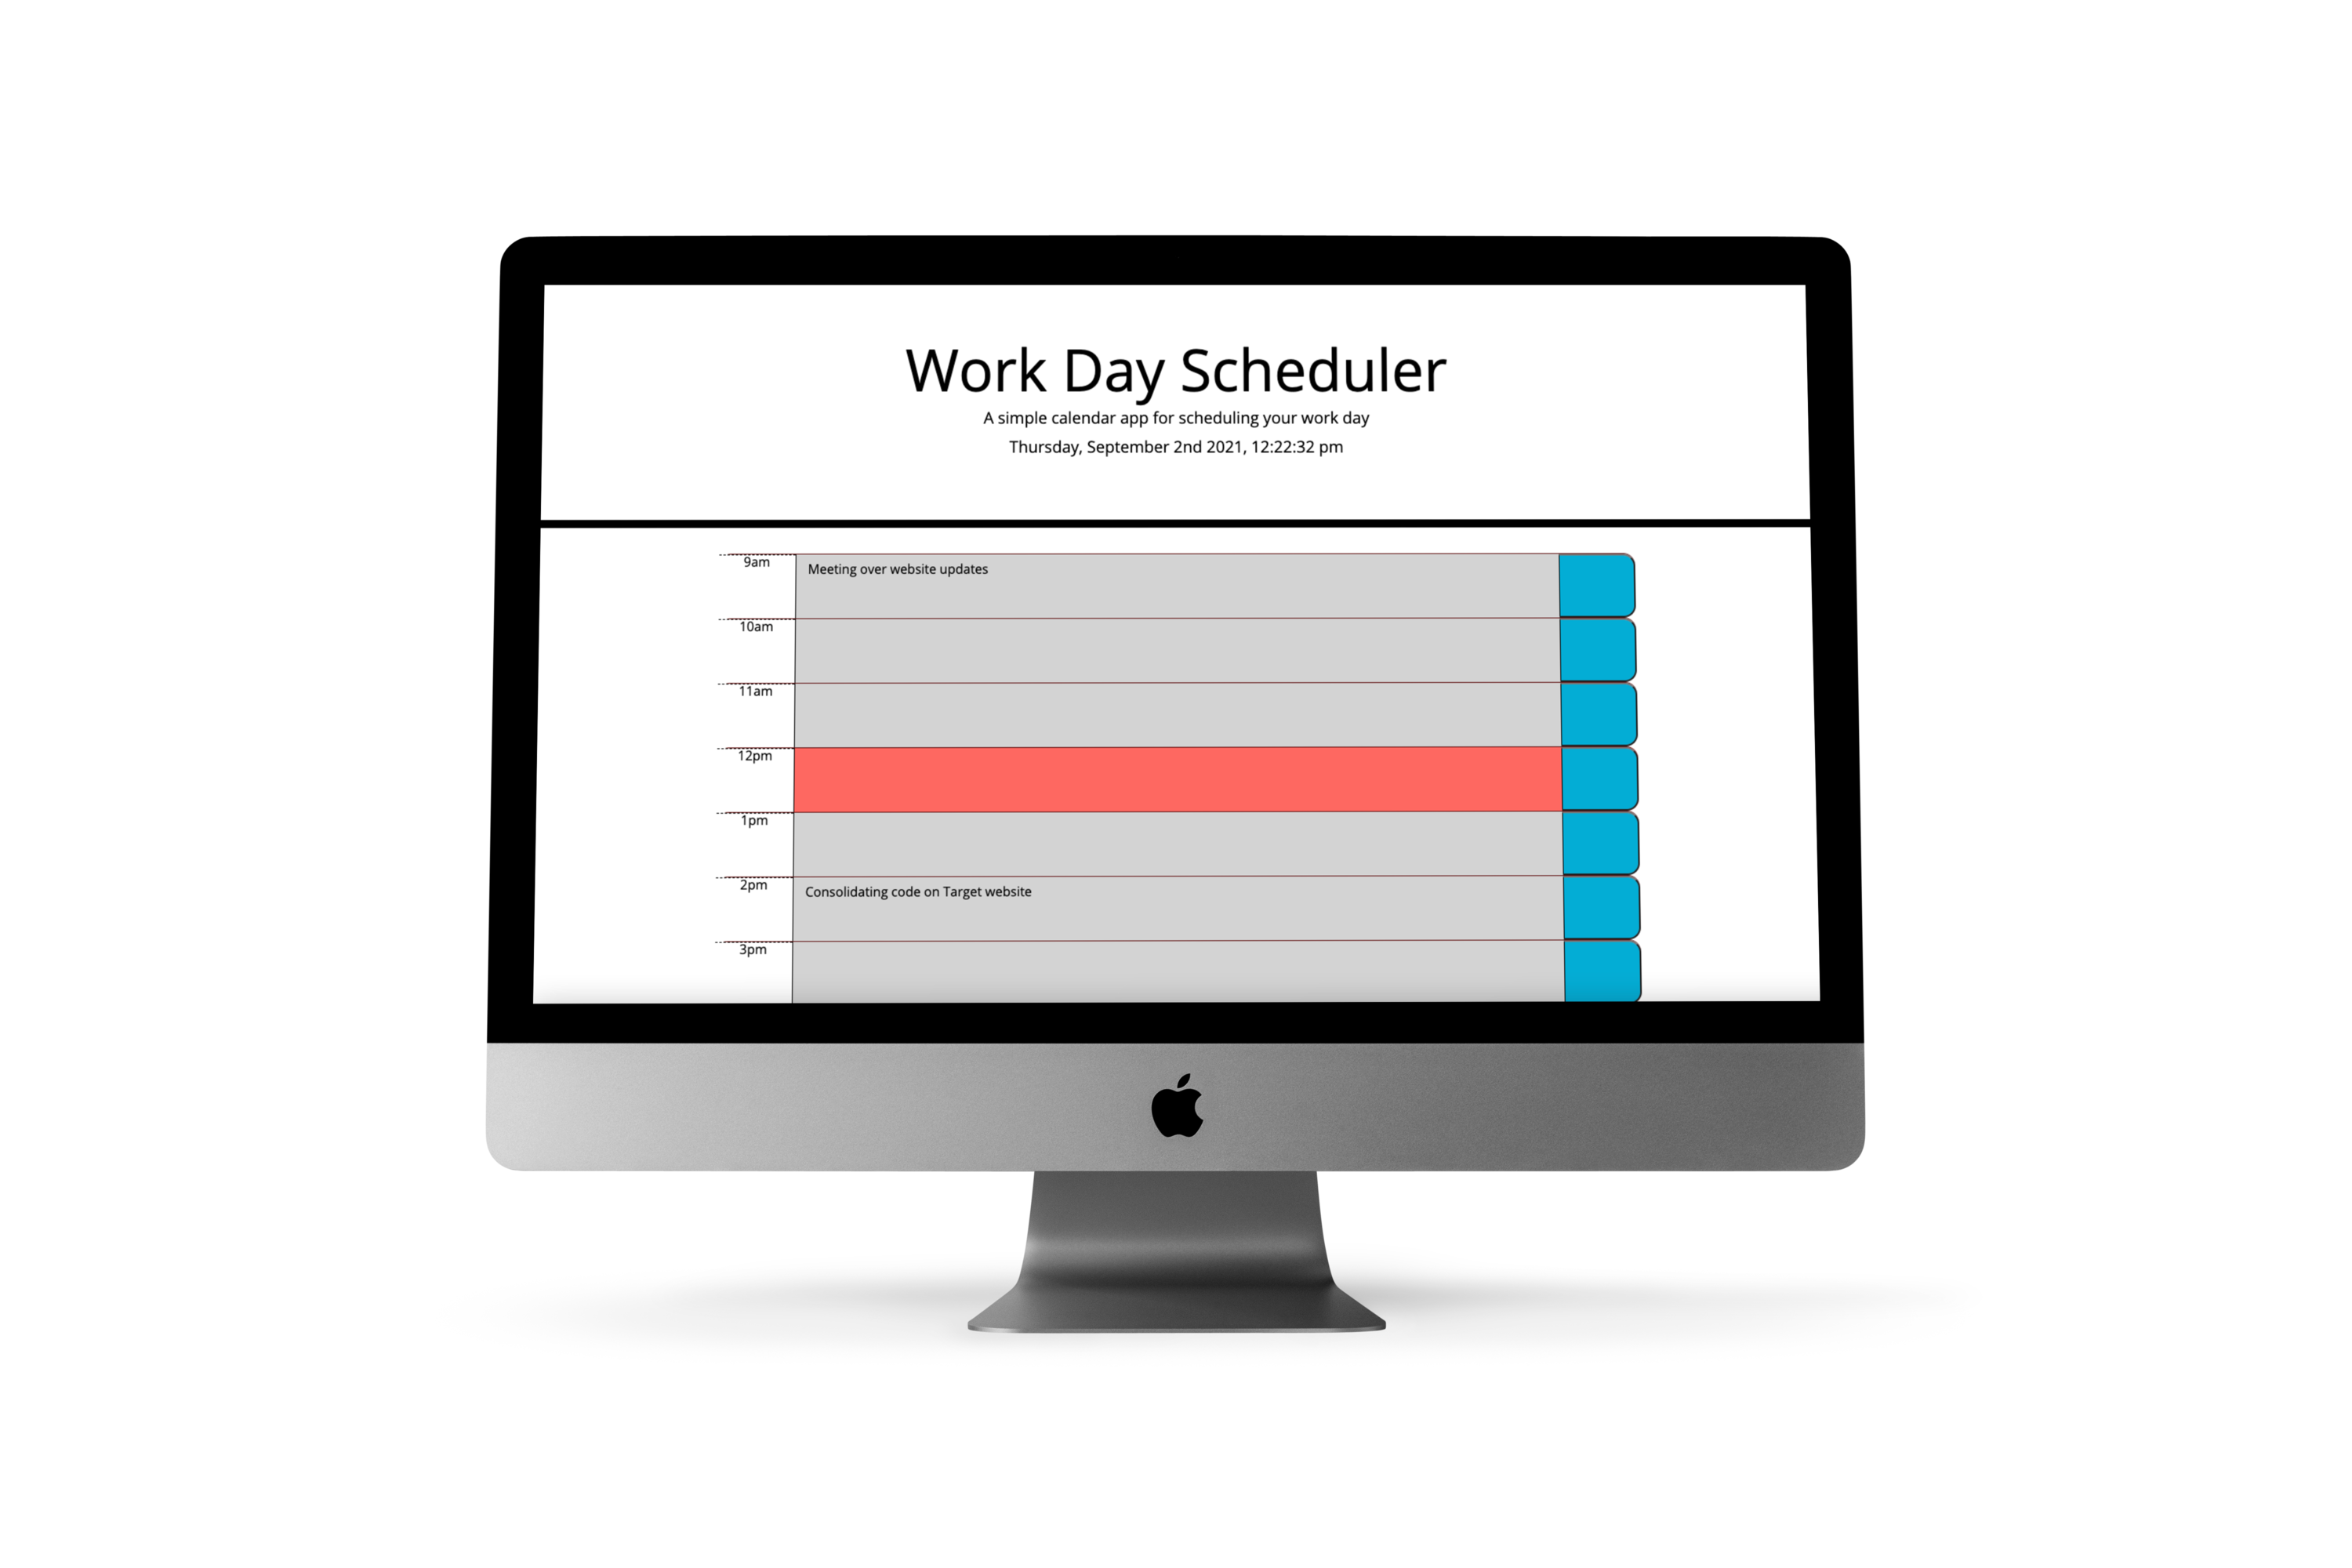 Work Day Scheduler
A simple calendar app for scheduling your work day
Thursday, September 2nd 2021, 12:22:32 pm
9am Meeting over website updates
10am
11am
12pm
1pm
2pm Consolidating code on Target website
3pm